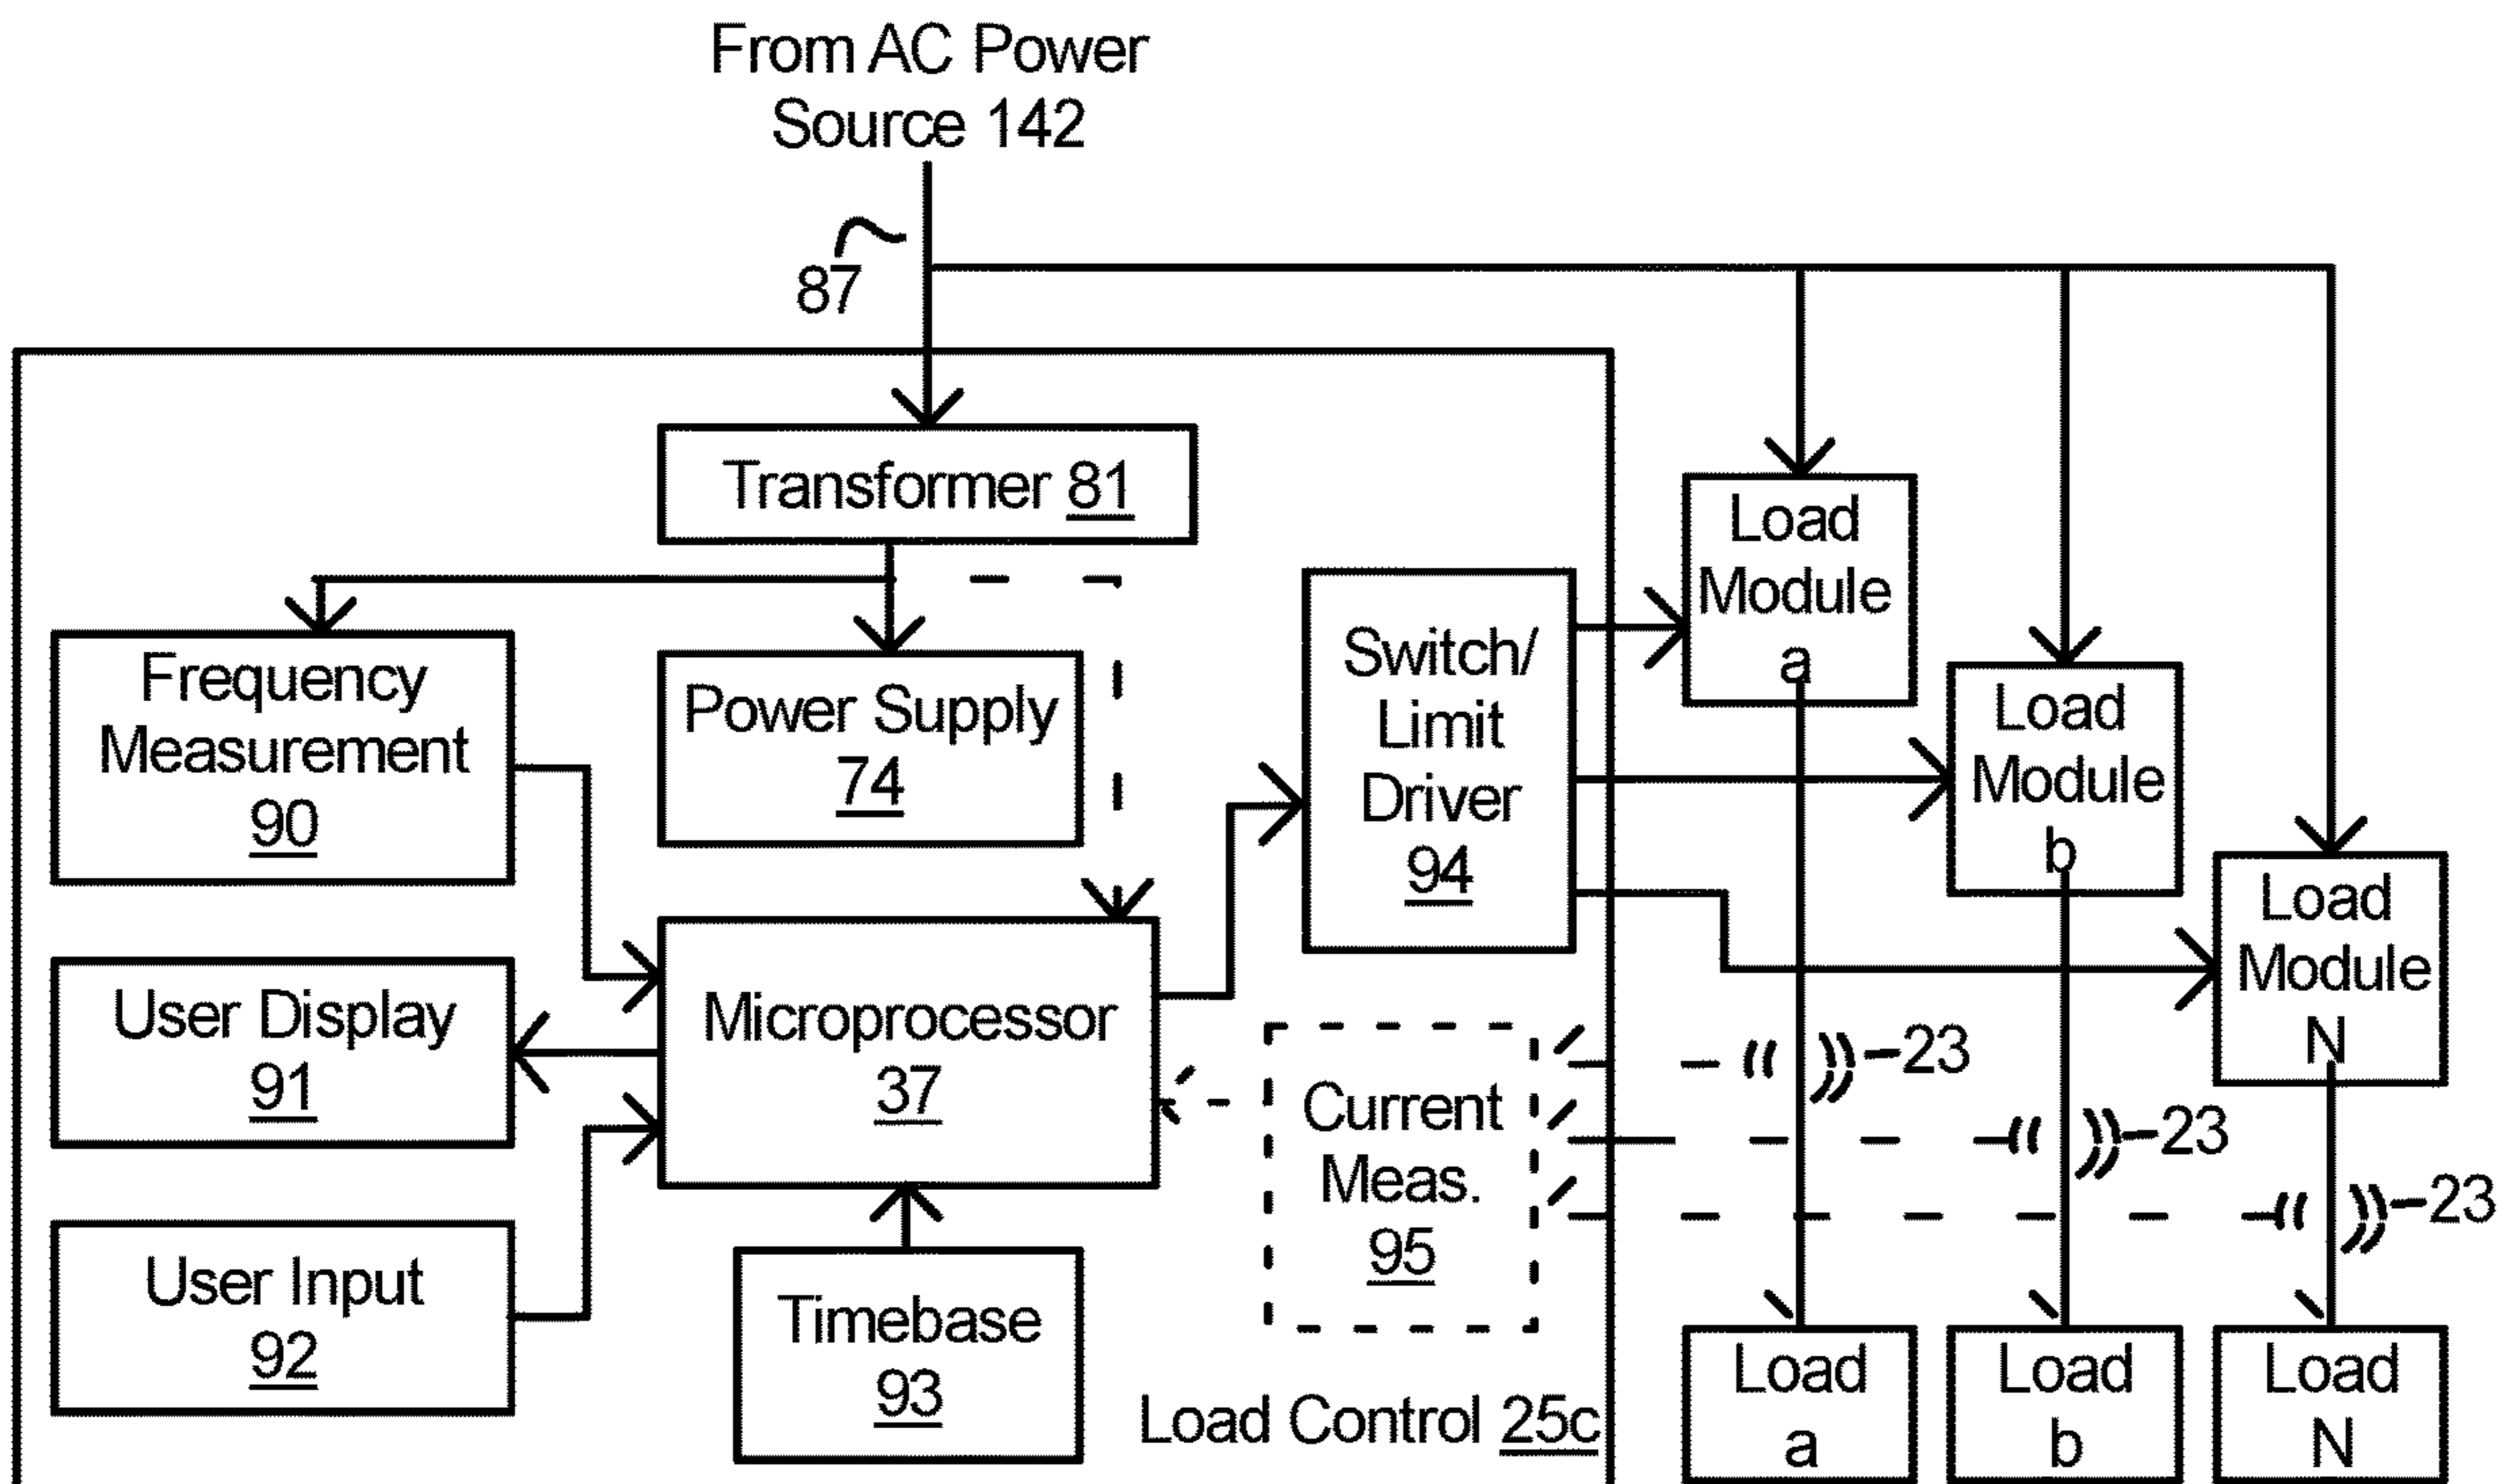 From AC Power
Source 142
87
Transformer 81
Load
Module
a
Frequency
Measurement
90
Power Supply
74
Switch/
Limit
Driver
94
Load
Module
b
Load
Module
N
User Display
91
Microprocessor
37
Current
Meas.
95
23
23
23
User Input
92
Timebase
93
Load Control 25c
Load
a
Load
b
Load
N